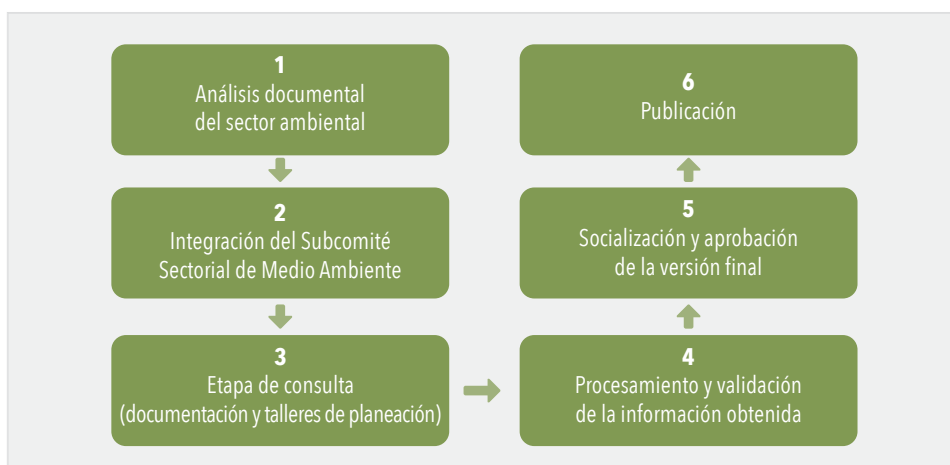 1
Análisis documental
del sector ambiental
2
Integración del Subcomité
Sectorial de Medio Ambiente
3
Etapa de consulta
(documentación y talleres de planeación)
4
Procesamiento y validación
de la información obtenida
5
Socialización y aprobación
de la versión final
6
Publicación